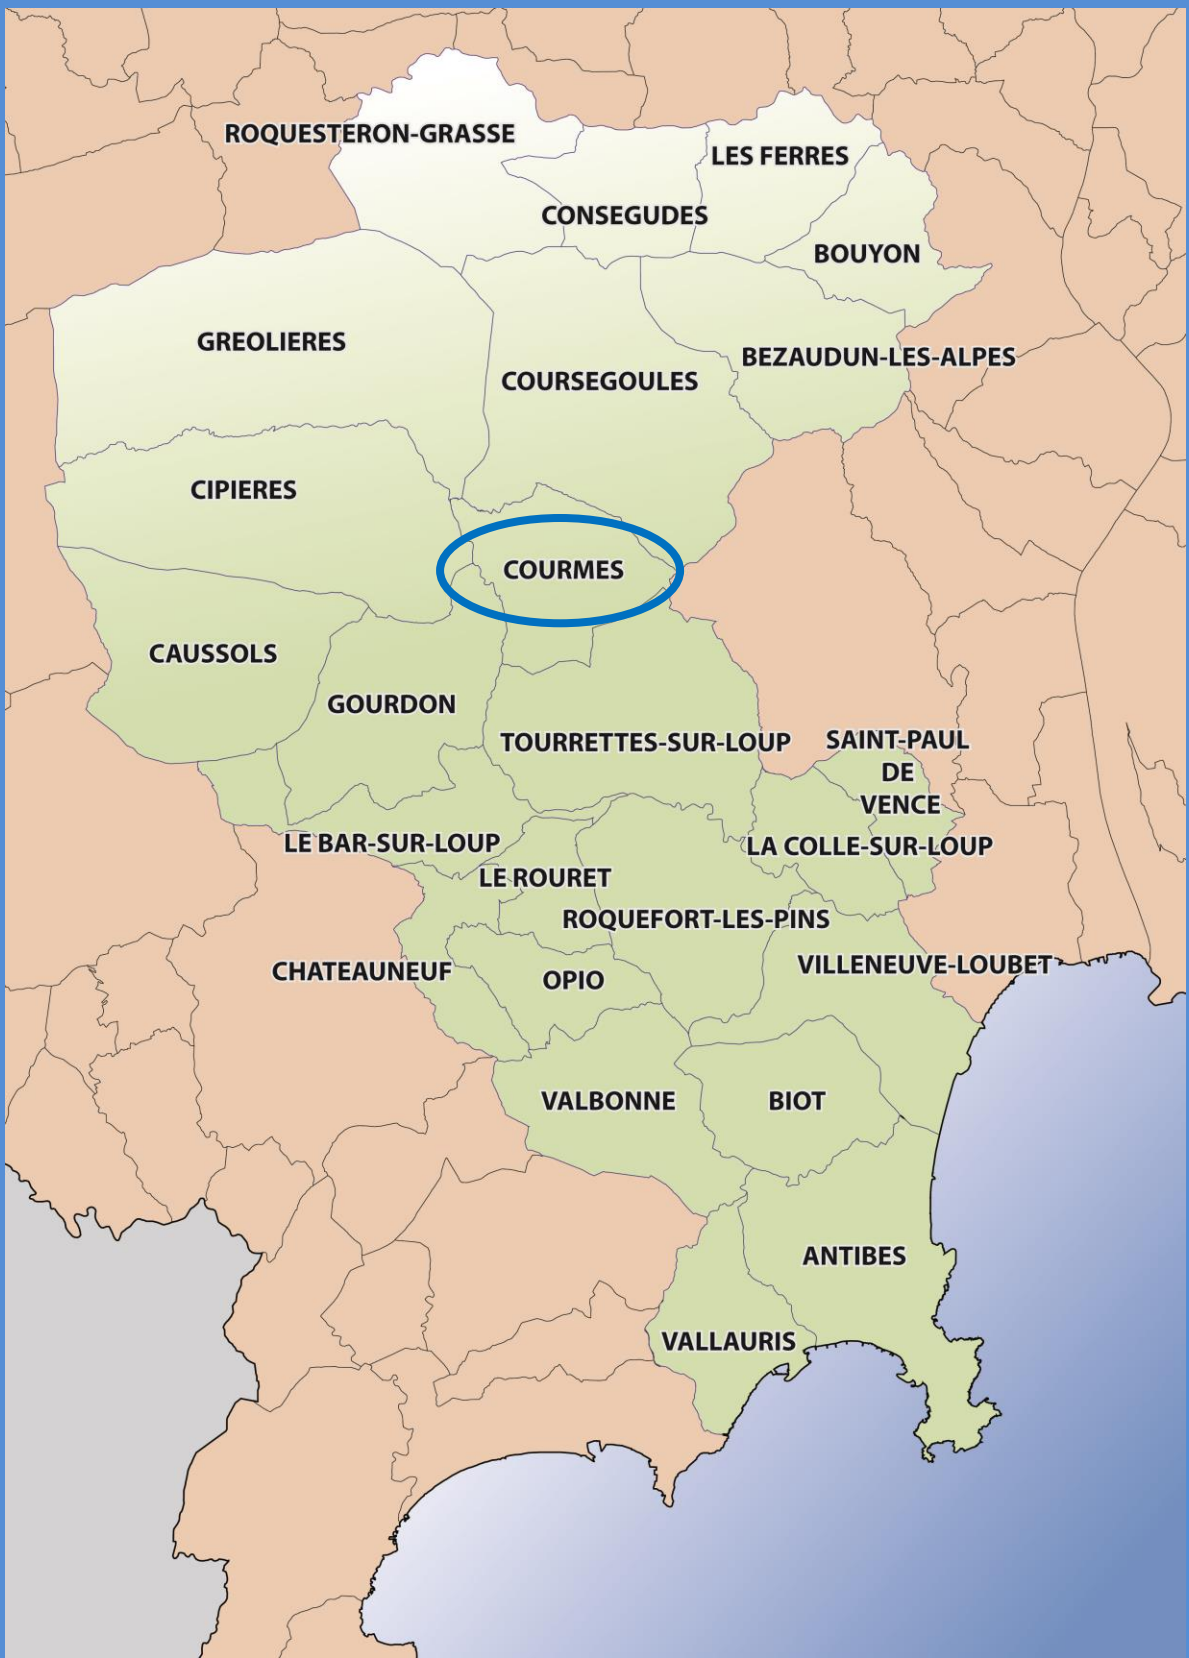 ROQUESTERON-GRASSE
LES FERRES
CONSEGUDES
BOUYON
GREOLIERES
BEZAUDUN-LES-ALPES
COURSEGOULES
CIPIERES
COURMES
CAUSSOLS
GOURDON
TOURRETTES-SUR-LOUP
SAINT-PAUL
DE
VENCE
LE BAR-SUR-LOUP
LA COLLE-SUR-LOUP
LE ROURET
ROQUEFORT-LES-PINS
VILLENEUVE-LOUBET
CHATEAUNEUF
OPIO
VALBONNE
BIOT
ANTIBES
VALLAURIS